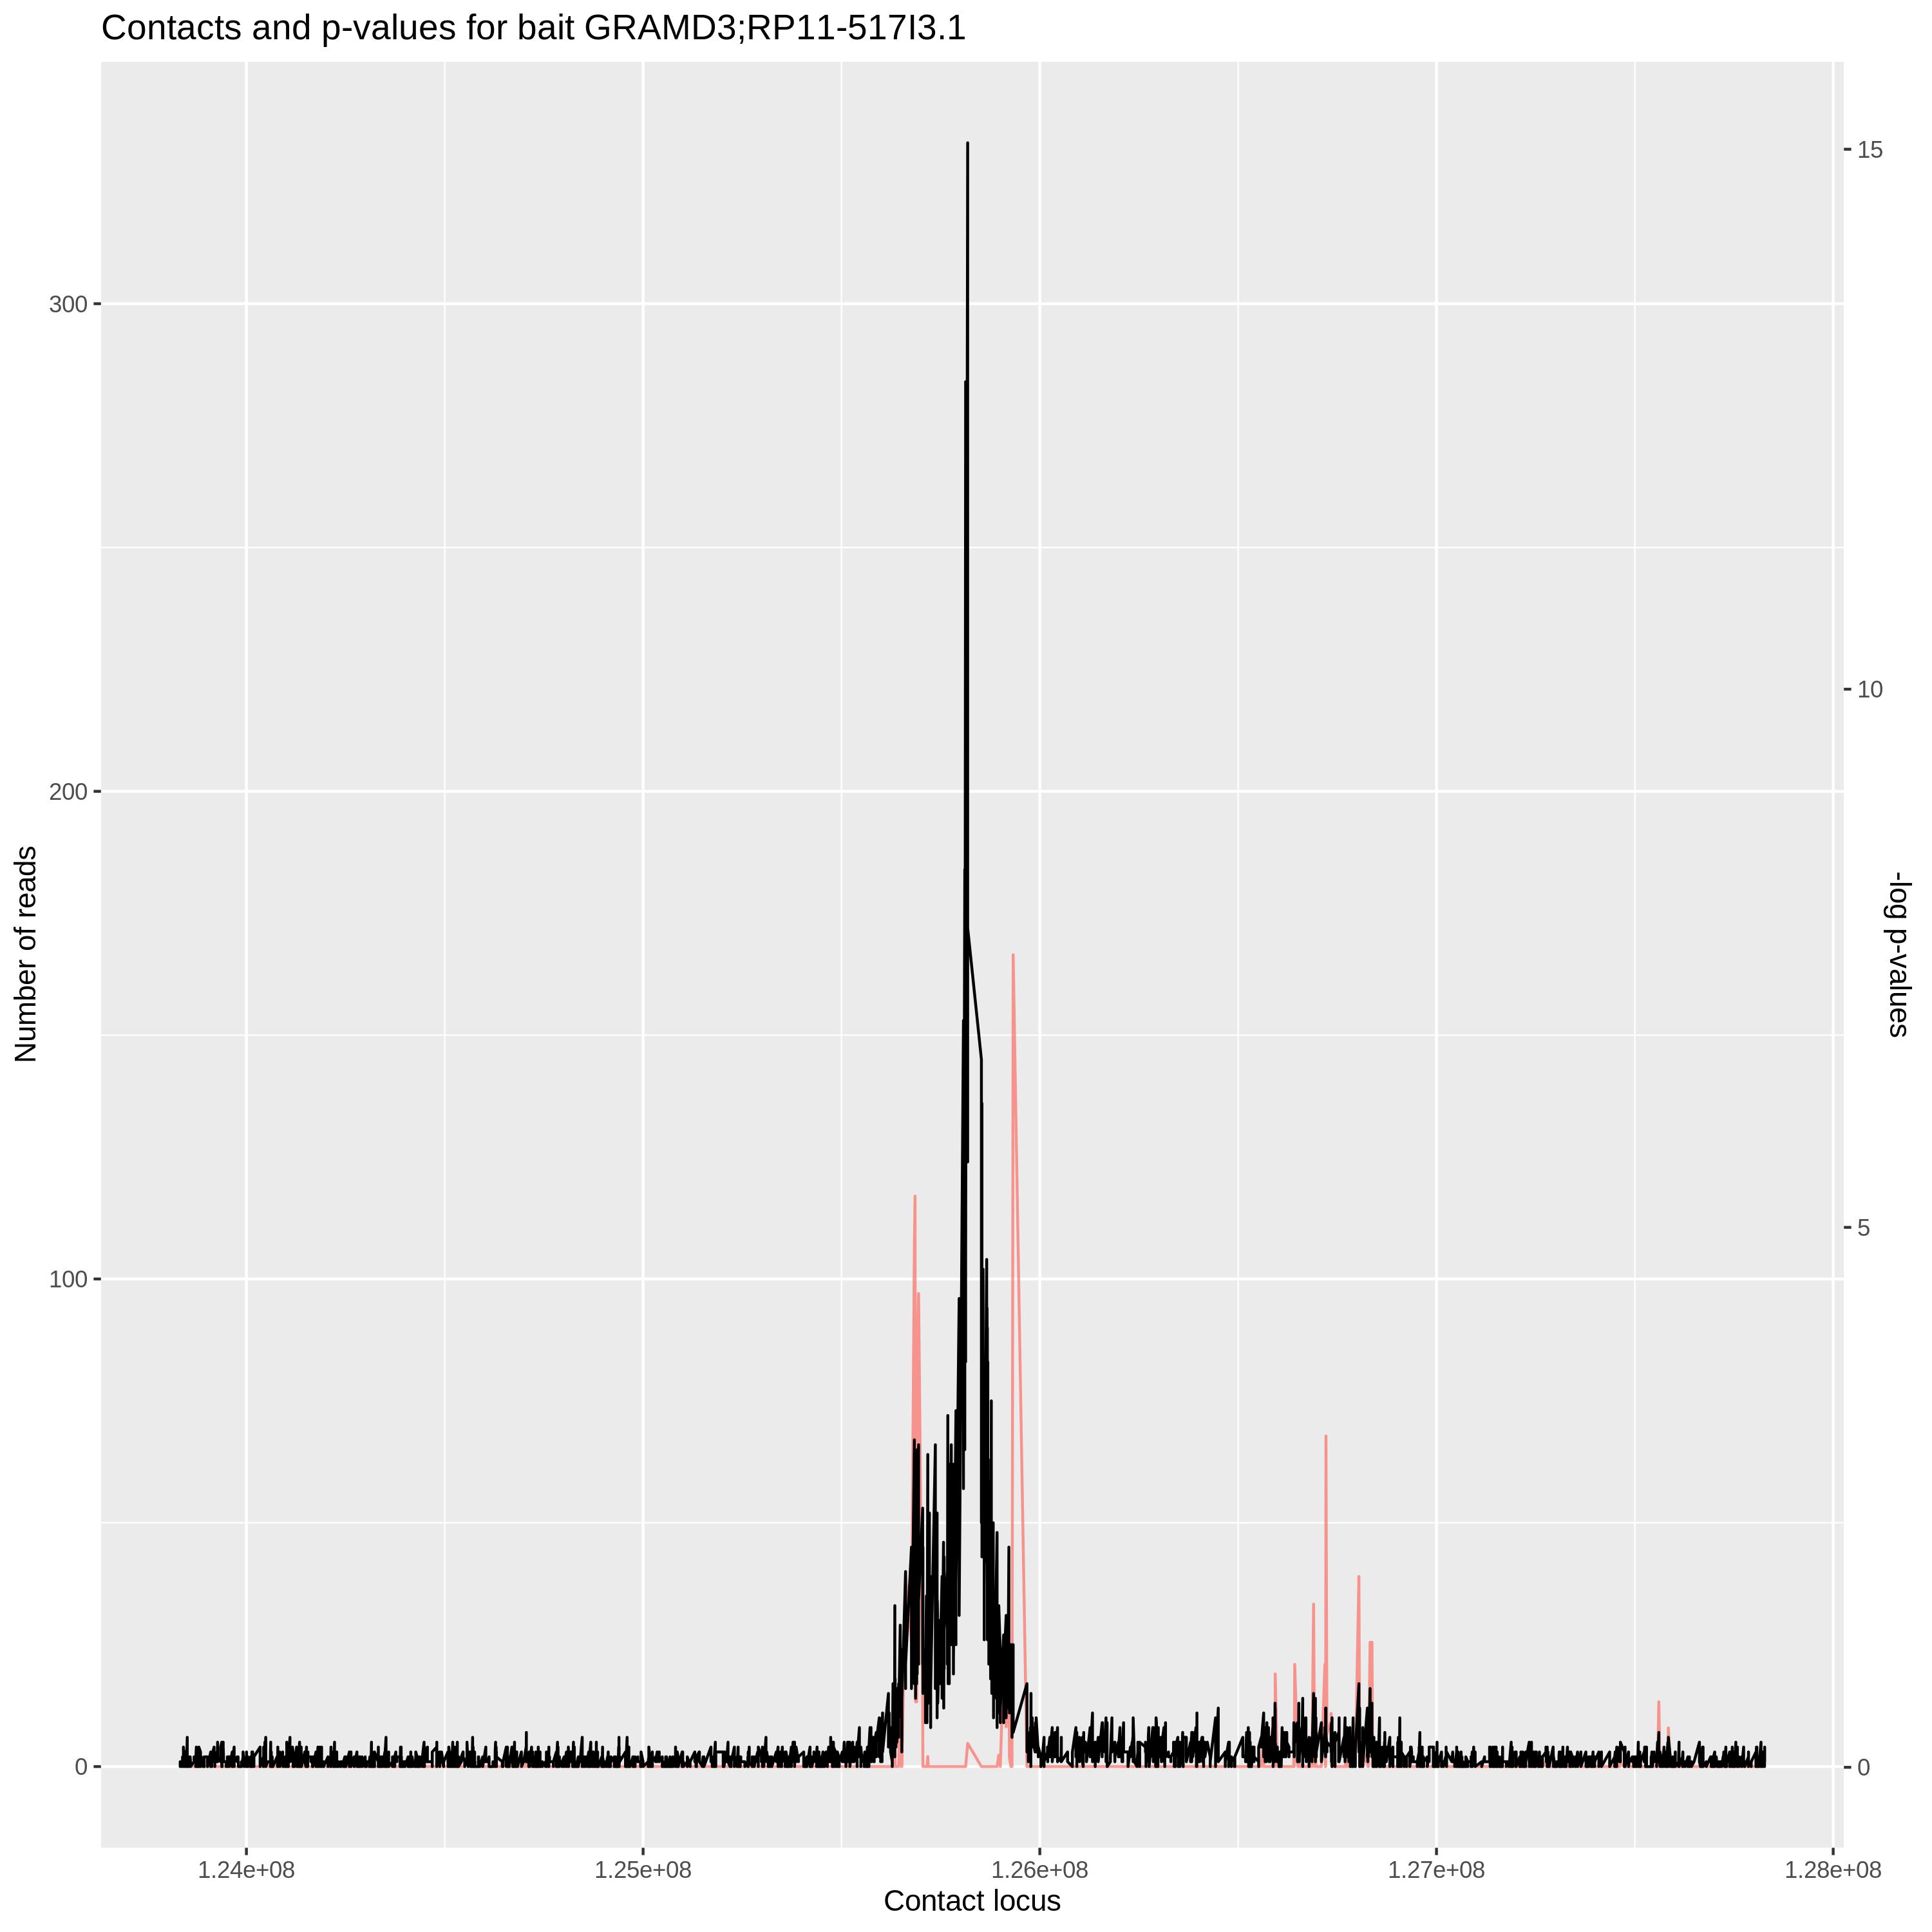 Contacts and p-values for bait GRAMD3;RP11-517I3.1
Number of reads
300
200
100
0
15
10
5
0
-log p-values
1.24e+08
1.25e+08
1.26e+08
1.27e+08
1.28e+08
Contact locus